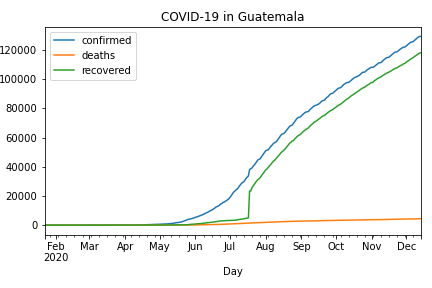 COVID-19 in Guatemala
confirmed
deaths
recovered
120000
100000
80000
60000
40000
20000
0
Feb Mar Apr May Jun Jul Aug Sep Oct Nov Dec
2020
Day